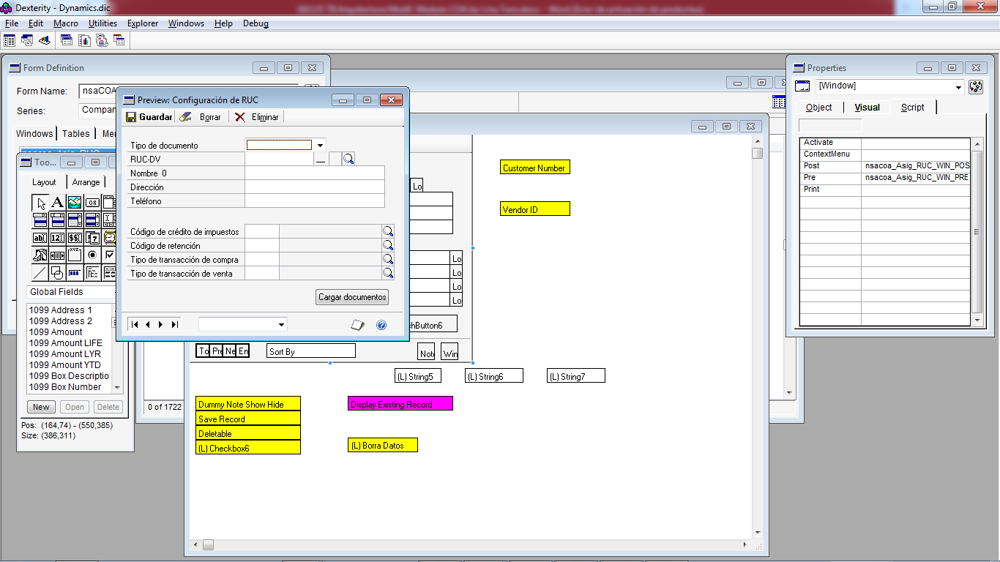 Dexterity - Dynamics.dic
File Edit Macro Utilities Explorer Windows Help Debug
Form Definition
Form Name: nsaCOA
Series: Compan
Windows Tables Me
Preview: Configuración de RUC
Guardar Borrar Eliminar
Tipo de documento
RUC-DV
Nombre 0
Dirección
Teléfono
Código de crédito de impuestos
Código de retención
Tipo de transacción de compra
Tipo de transacción de venta
Cargar documentos
Too...
Layout Arrange
Global Fields
1099 Address 1
1099 Address 2
1099 Amount
1099 Amount LIFE
1099 Amount LYR
1099 Amount YTD
1099 Box Descriptio
1099 Box Number
New Open Delete
Pos: (164,74) - (550,385)
Size: (386,311)
0 of 1722
Lo
Lo
Lo
Lo
Lo
hButton6
To Pre Ne En Sort By Note Win
Customer Number
Vendor ID
(L) String5 (L) String6 (L) String7
Dummy Note Show Hide
Save Record
Deletable
(L) Checkbox6
Display Existing Record
(L) Borra Datos
Properties
[Window]
Object Visual Script
Activate
ContextMenu
Post nsacoa_Asig_RUC_WIN_POS
Pre nsacoa_Asig_RUC_WIN_PRE
Print